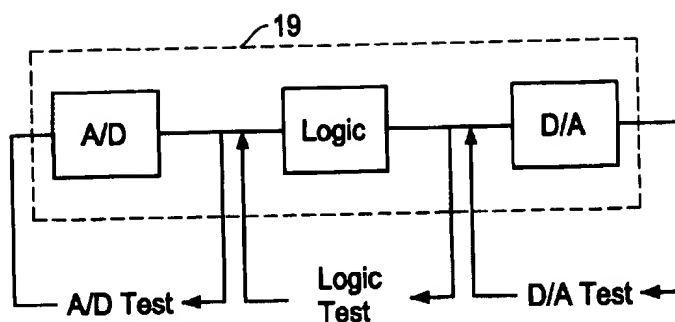 19
A/D
Logic
D/A
A/D Test
Logic
Test
D/A Test